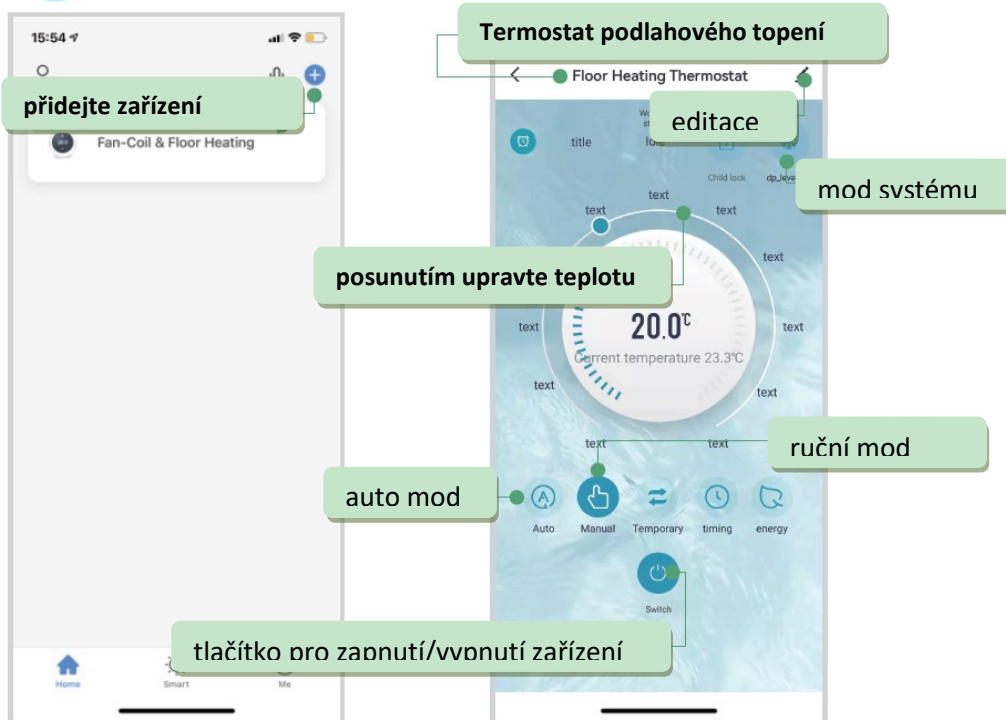 15:54
přidejte zařízení
Fan-Coil & Floor Heating
Home
Smart
Me
Termostat podlahového topení
Floor Heating Thermostat
editace
title
Idle
Child lock
mod systému
text
text
text
text
posunutím upravte teplotu
20.0℃
text
text
Current temperature 23.3℃
text
text
text
text
ruční mod
auto mod
Auto
Manual
Temporary
timing
energy
Switch
tlačítko pro zapnutí/vypnutí zařízení